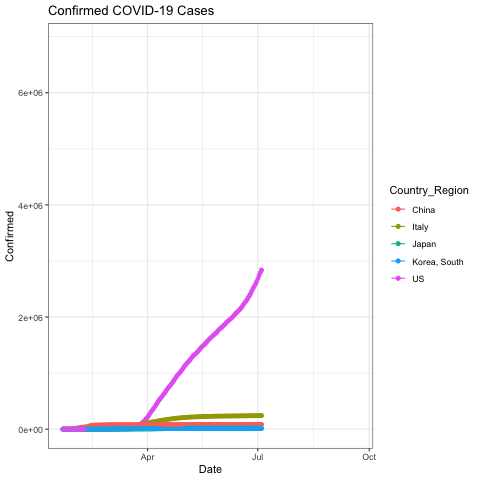 Confirmed COVID-19 Cases
6e+06
4e+06
2e+06
0e+00
Confirmed
Apr
Jul
Oct
Date
Country_Region
China
Italy
Japan
Korea, South
US